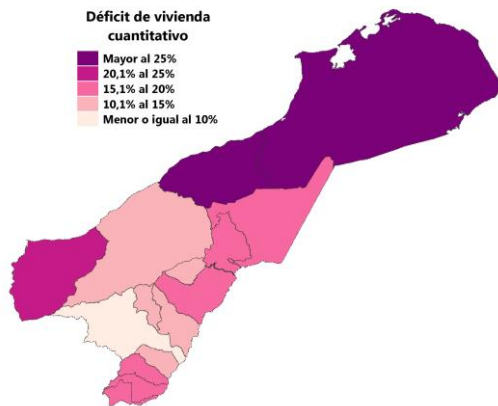 Déficit de vivienda
cuantitativo
Mayor al 25%
20,1% al 25%
15,1% al 20%
10,1% al 15%
Menor o igual al 10%